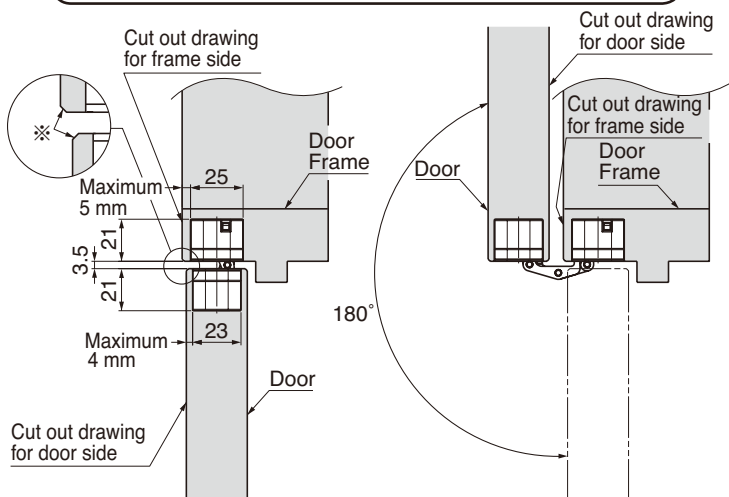 Cut out drawing
for frame side
※
Maximum
5 mm
25
Door
Frame
21
3.5
21
23
Maximum
4 mm
Door
Cut out drawing
for door side
Cut out drawing
for door side
Cut out drawing
for frame side
Door
Frame
Door
180°